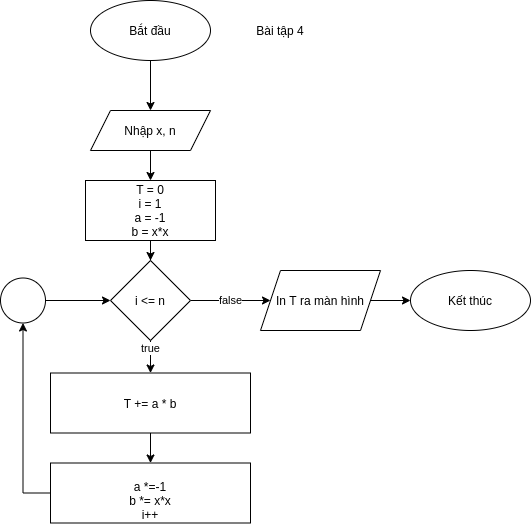 Bắt đầu
Bài tập 4
Nhập x, n
T = 0
i = 1
a = -1
b = x*x
i <= n
false
In T ra màn hình
Kết thúc
true
T += a * b
a *=-1
b *= x*x
i++